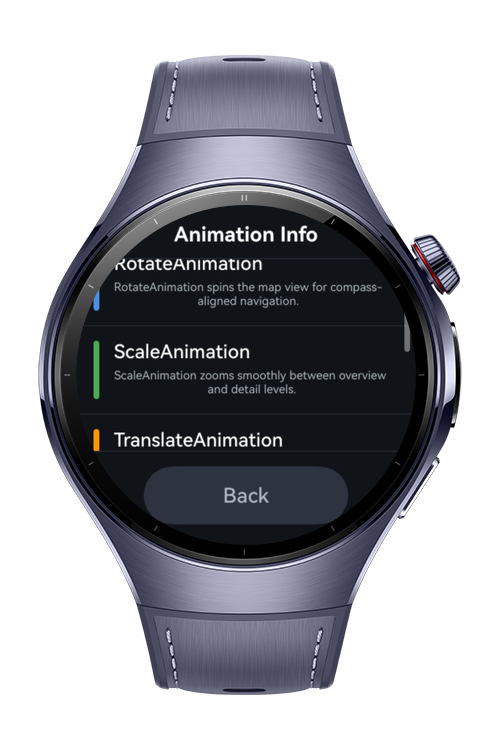 Animation Info
RotateAnimation
RotateAnimation spins the map view for compass-
aligned navigation.
ScaleAnimation
ScaleAnimation zooms smoothly between overview
and detail levels.
TranslateAnimation
Back